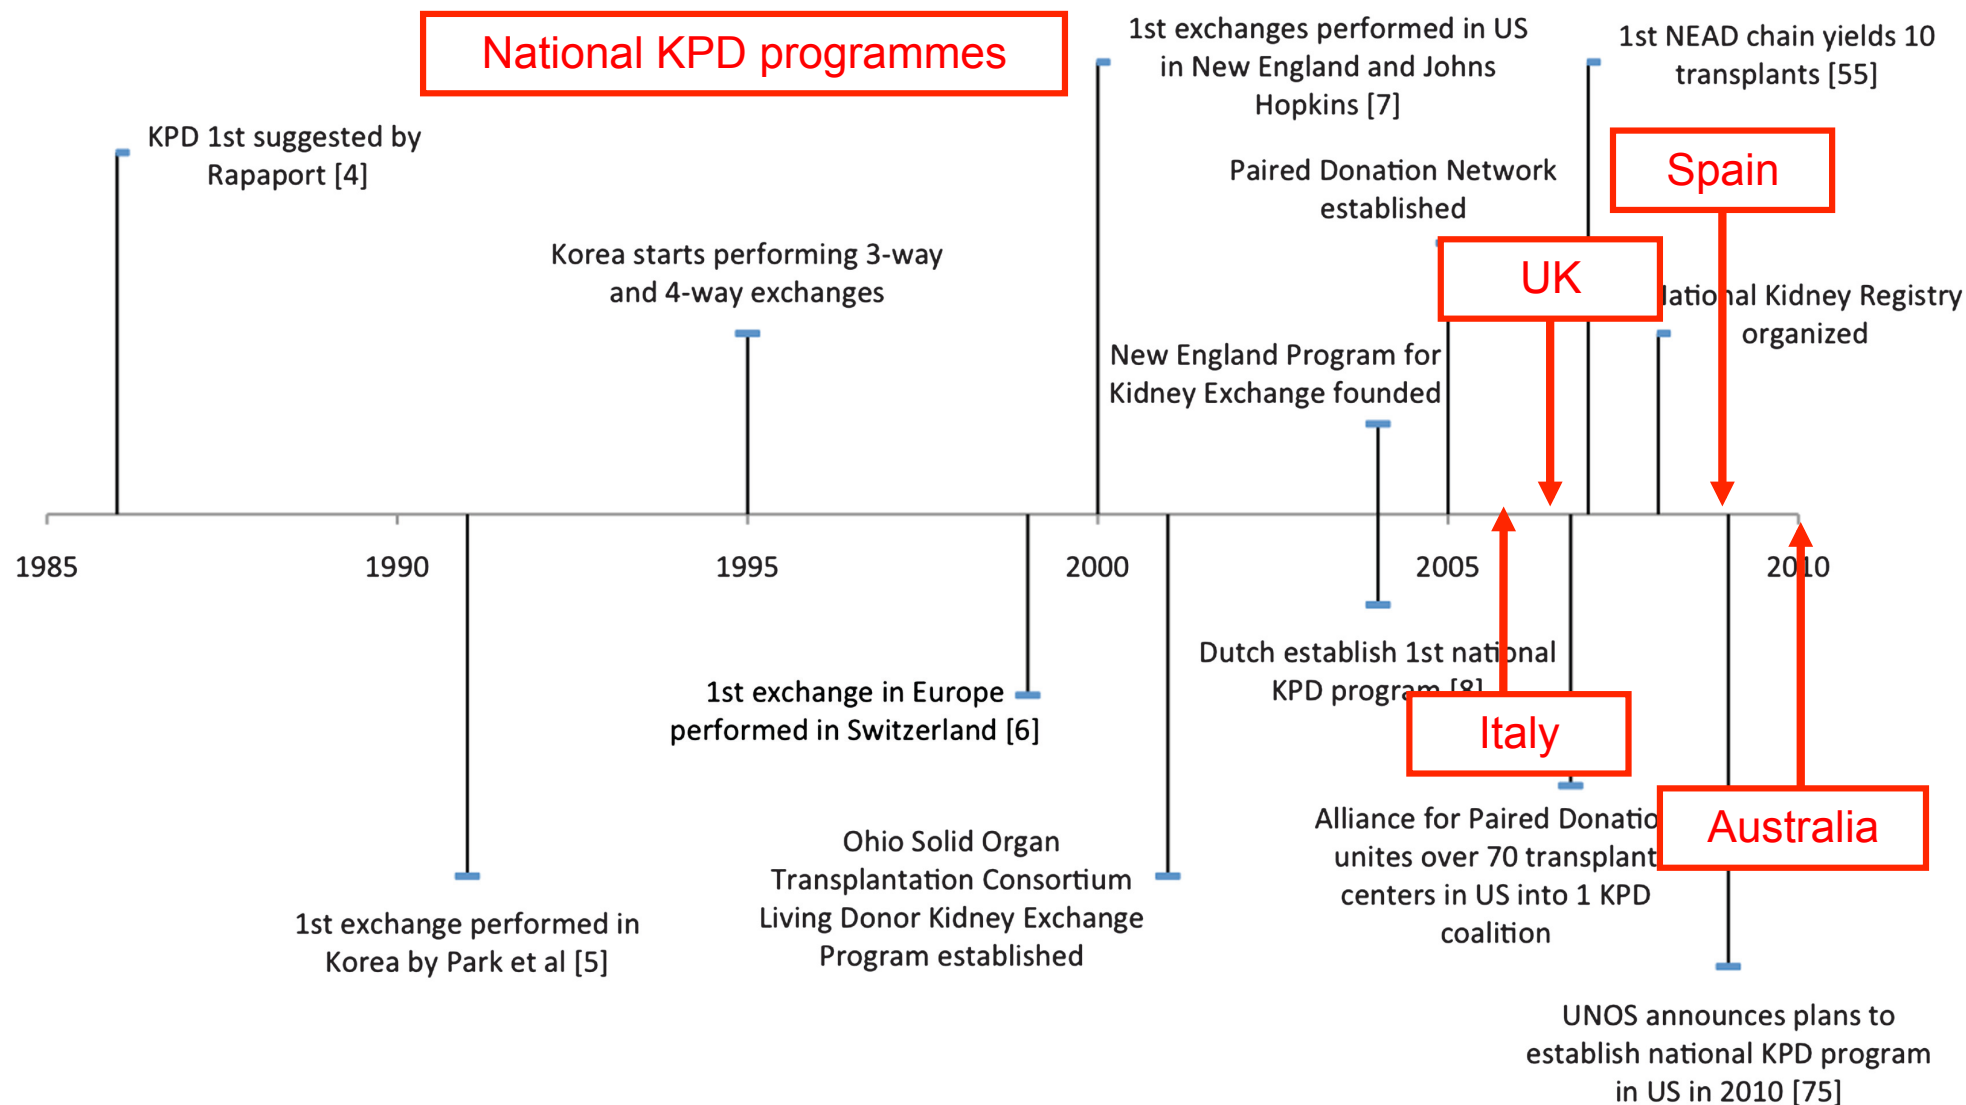 National KPD programmes
1st exchanges performed in US
in New England and Johns
Hopkins [7]
1st NEAD chain yields 10
transplants [55]
KPD 1st suggested by
Rapaport [4]
Spain
Paired Donation Network
established
Korea starts performing 3-way
and 4-way exchanges
UK
ational Kidney Registry
organized
New England Program for
Kidney Exchange founded
1985
1990
1995
2000
2005
2010
Dutch establish 1st national
KPD program [8]
1st exchange in Europe
performed in Switzerland [6]
Italy
Australia
Alliance for Paired Donatio
unites over 70 transplant
centers in US into 1 KPD
coalition
Ohio Solid Organ
Transplantation Consortium
Living Donor Kidney Exchange
Program established
1st exchange performed in
Korea by Park et al [5]
UNOS announces plans to
establish national KPD program
in US in 2010 [75]